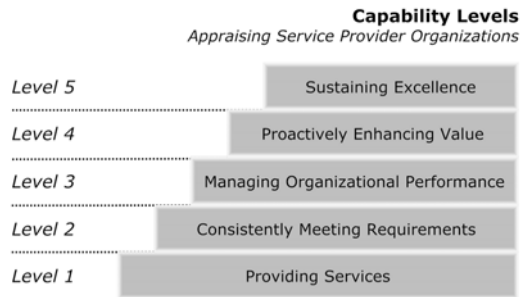 Capability Levels
Appraising Service Provider Organizations
Level 5 Sustaining Excellence
Level 4 Proactively Enhancing Value
Level 3 Managing Organizational Performance
Level 2 Consistently Meeting Requirements
Level 1 Providing Services